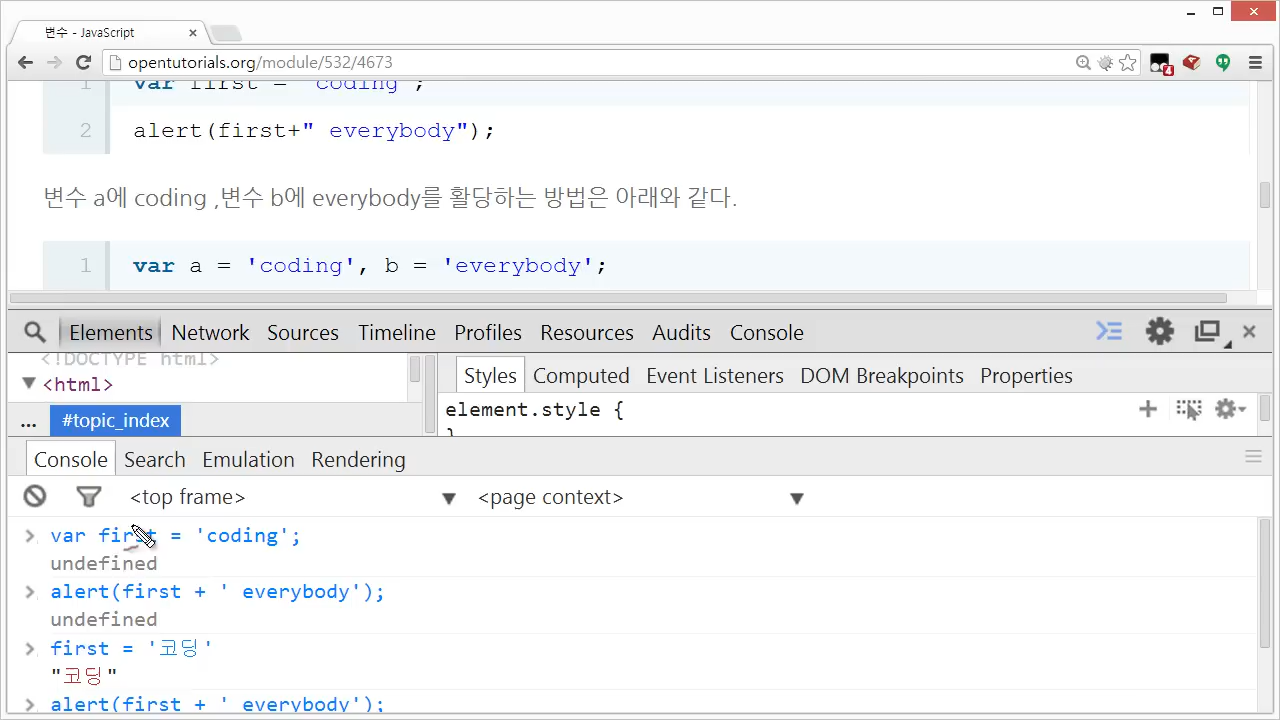 변수 - JavaScript ×
opentutorials.org/module/532/4673
4
1 var first = 'coding';
2 alert(first+" everybody");
변수 a에 coding ,변수 b에 everybody를 활당하는 방법은 아래와 같다.
1 var a = 'coding', b = 'everybody';
Elements Network Sources Timeline Profiles Resources Audits Console
<!DOCTYPE html>
<html>
... #topic_index
Styles Computed Event Listeners DOM Breakpoints Properties
element.style {
}
Console Search Emulation Rendering
<top frame> <page context>
> var first = 'coding';
undefined
> alert(first + ' everybody');
undefined
> first = '코딩'
"코딩"
> alert(first + ' everybody');